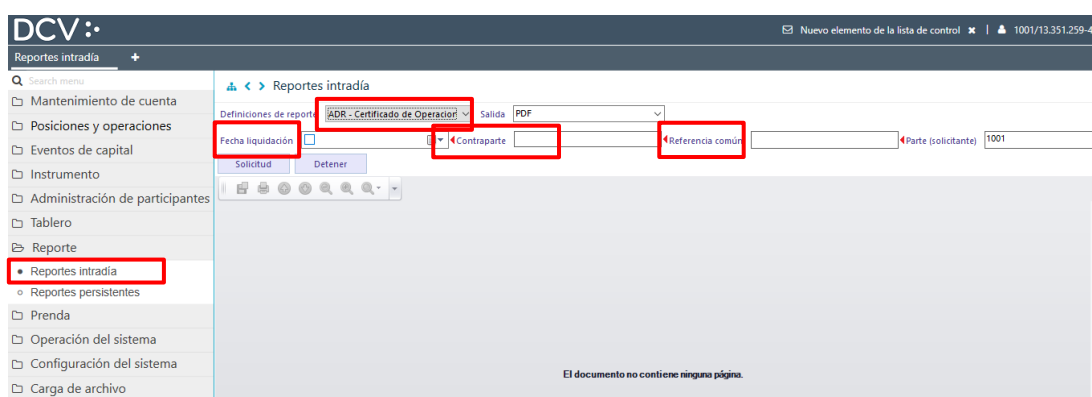 DCV
Nuevo elemento de la lista de control ✖ | 1001/13.351.259-4
Reportes intradía +
Search menu
Reportes intradía
Mantenimiento de cuenta
Definiciones de reporte ADR - Certificado de Operacion Salida PDF
Posiciones y operaciones
Fecha liquidación Contraparte Referencia común Parte (solicitante) 1001
Eventos de capital
Solicitud Detener
Instrumento
Administración de participantes
Tablero
Reporte
Reportes intradía
Reportes persistentes
Prenda
Operación del sistema
Configuración del sistema
El documento no contiene ninguna página.
Carga de archivo